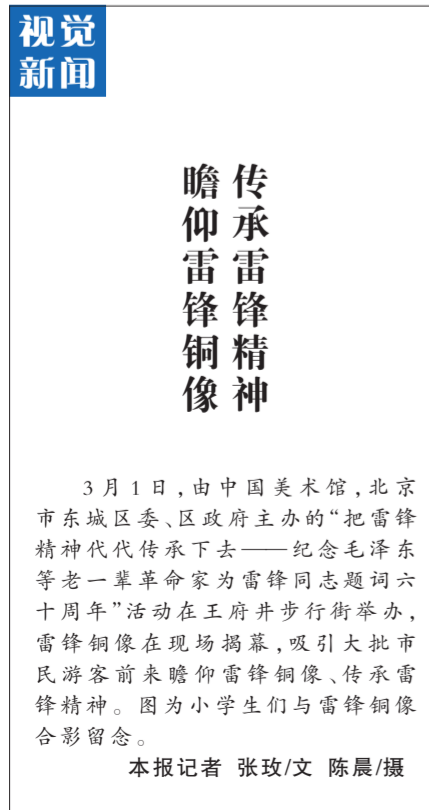 视觉
新闻
传承雷锋精神
瞻仰雷锋铜像
3月1日,由中国美术馆,北京
市东城区委、区政府主办的“把雷锋
精神代代传承下去——纪念毛泽东
等老一辈革命家为雷锋同志题词六
十周年”活动在王府井步行街举办,
雷锋铜像在现场揭幕,吸引大批市
民游客前来瞻仰雷锋铜像、传承雷
锋精神。图为小学生们与雷锋铜像
合影留念。
本报记者 张玫/文 陈晨/摄